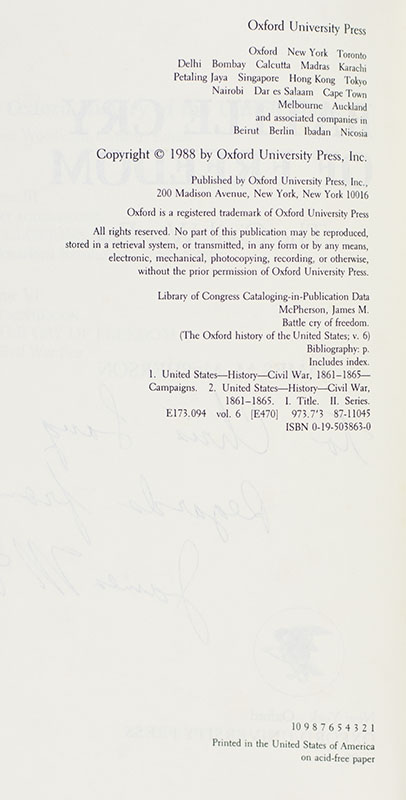 Oxford University Press
Oxford New York Toronto
Delhi Bombay Calcutta Madras Karachi
Petaling Jaya Singapore Hong Kong Tokyo
Nairobi Dar es Salaam Cape Town
Melbourne Auckland
and associated companies in
Beirut Berlin Ibadan Nicosia
Copyright © 1988 by Oxford University Press, Inc.
Published by Oxford University Press, Inc.,
200 Madison Avenue, New York, New York 10016
Oxford is a registered trademark of Oxford University Press
All rights reserved. No part of this publication may be reproduced,
stored in a retrieval system, or transmitted, in any form or by any means,
electronic, mechanical, photocopying, recording, or otherwise,
without the prior permission of Oxford University Press.
Library of Congress Cataloging-in-Publication Data
McPherson, James M.
Battle cry of freedom.
(The Oxford history of the United States; v. 6)
Bibliography: p.
Includes index.
1. United States—History—Civil War, 1861-1865—
Campaigns. 2. United States—History—Civil War,
1861-1865. I. Title. II. Series.
E173.094 vol. 6 [E470] 973.7'3 87-11045
ISBN 0-19-503863-0
10 9 8 7 6 5 4 3 2 1
Printed in the United States of America
on acid-free paper